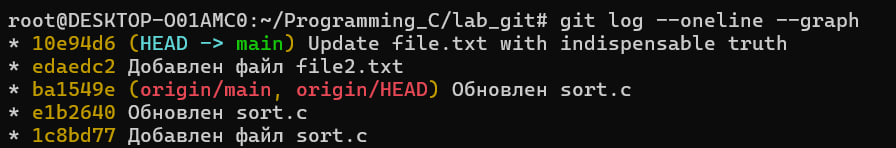 root@DESKTOP-O01AMC0:~/Programming_C/lab_git# git log --oneline --graph
* 10e94d6 (HEAD -> main) Update file.txt with indispensable truth
* edaedc2 Добавлен файл file2.txt
* ba1549e (origin/main, origin/HEAD) Обновлен sort.c
* e1b2640 Обновлен sort.c
* 1c8bd77 Добавлен файл sort.c